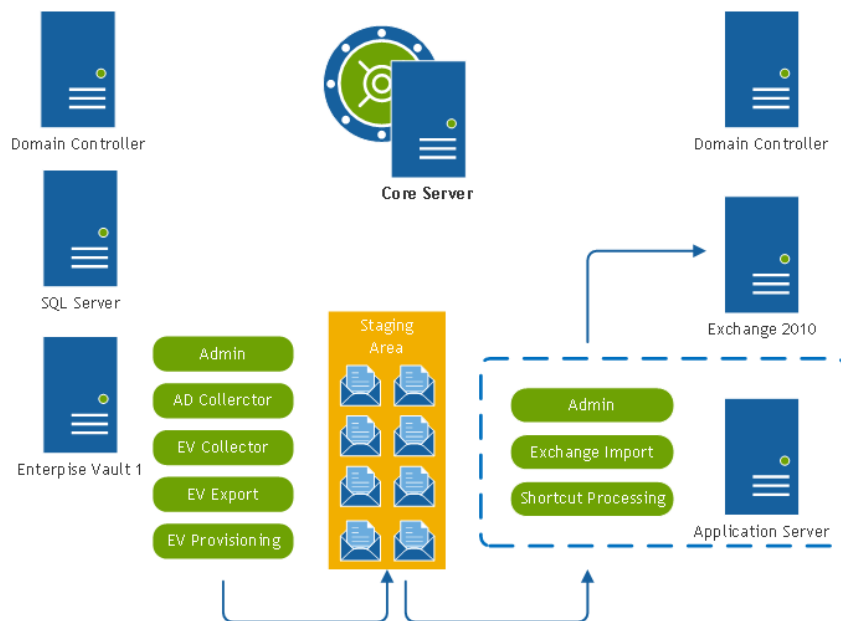 Domain Controller
Core Server
Domain Controller
SQL Server
Exchange 2010
Enterpise Vault 1
Admin
AD Collerctor
EV Collector
EV Export
EV Provisioning
Staging
Area
Admin
Exchange Import
Shortcut Processing
Application Server